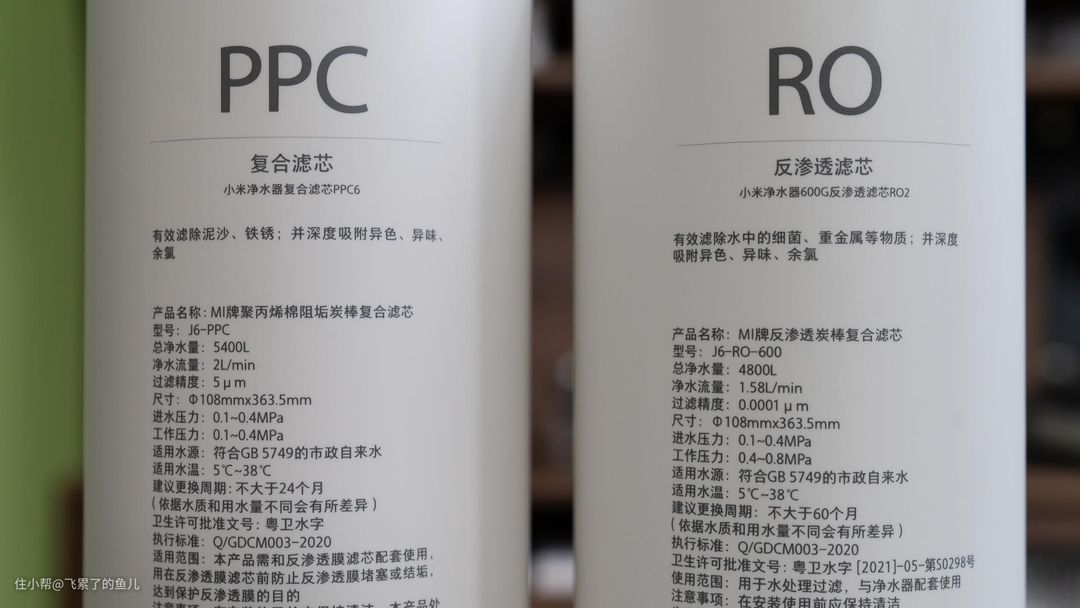 PPC
复合滤芯
小米净水器复合滤芯PPC6
有效滤除泥沙、铁锈；并深度吸附异色、异味、
余氯
产品名称：MI牌聚丙烯棉阻垢炭棒复合滤芯
型号：J6-PPC
总净水量：5400L
净水流量：2L/min
过滤精度：5μm
尺寸：Φ108mmx363.5mm
进水压力：0.1~0.4MPa
工作压力：0.1~0.4MPa
适用水源：符合GB 5749的市政自来水
适用水温：5℃~38℃
建议更换周期：不大于24个月
（依据水质和用水量不同会有所差异）
卫生许可批准文号：粤卫水字
执行标准：Q/GDCM003-2020
适用范围：本产品需和反渗透膜滤芯配套使用，
用在反渗透膜滤芯前防止反渗透膜堵塞或结垢，
达到保护反渗透膜的目的
RO
反渗透滤芯
小米净水器600G反渗透滤芯RO2
有效滤除水中的细菌、重金属等物质；并深度
吸附异色、异味、余氯
产品名称：MI牌反渗透炭棒复合滤芯
型号：J6-RO-600
总净水量：4800L
净水流量：1.58L/min
过滤精度：0.0001μm
尺寸：Φ108mmx363.5mm
进水压力：0.1~0.4MPa
工作压力：0.4~0.8MPa
适用水源：符合GB 5749的市政自来水
适用水温：5℃~38℃
建议更换周期：不大于60个月
（依据水质和用水量不同会有所差异）
执行标准：Q/GDCM003-2020
卫生许可批准文号：粤卫水字 [2021]-05-第S0298号
使用范围：用于水处理过滤，与净水器配套使用
注意事项：在安装使用前应保持清洁
住小帮@飞累了的鱼儿